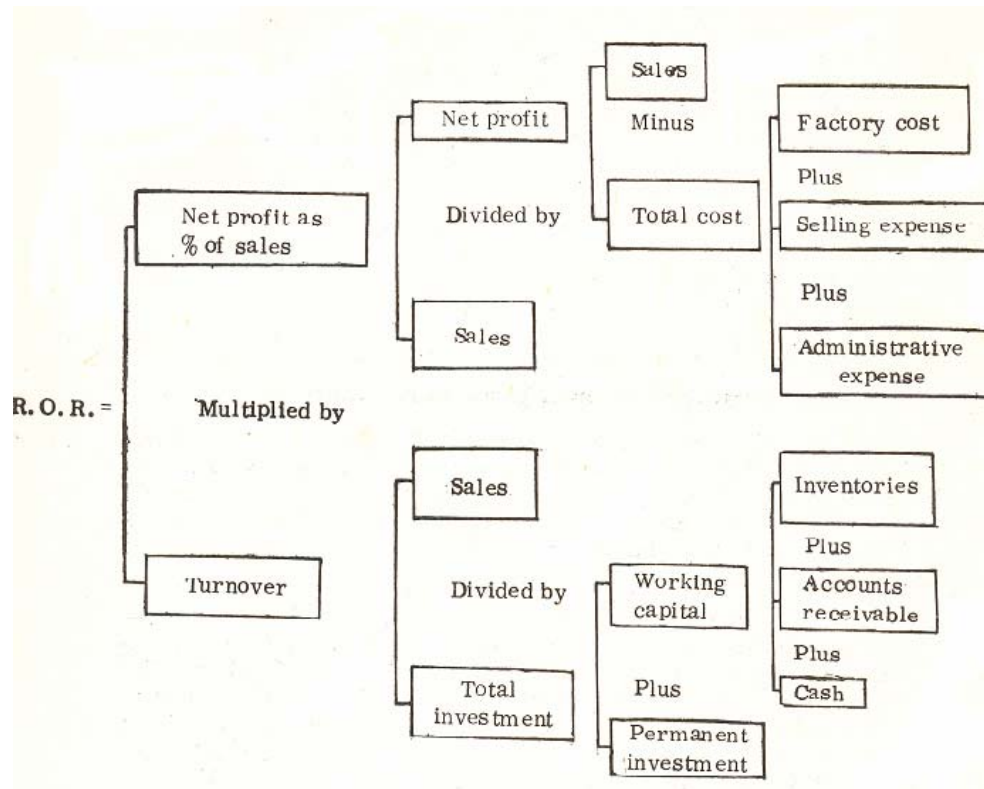 Sales
Net profit
Minus
Factory cost
Plus
Net profit as
% of sales
Divided by
Total cost
Selling expense
Plus
Sales
Administrative
expense
R. O. R. =
Multiplied by
Sales
Inventories
Plus
Turnover
Divided by
Working
capital
Accounts
receivable
Plus
Total
investment
Plus
Cash
Permanent
investment